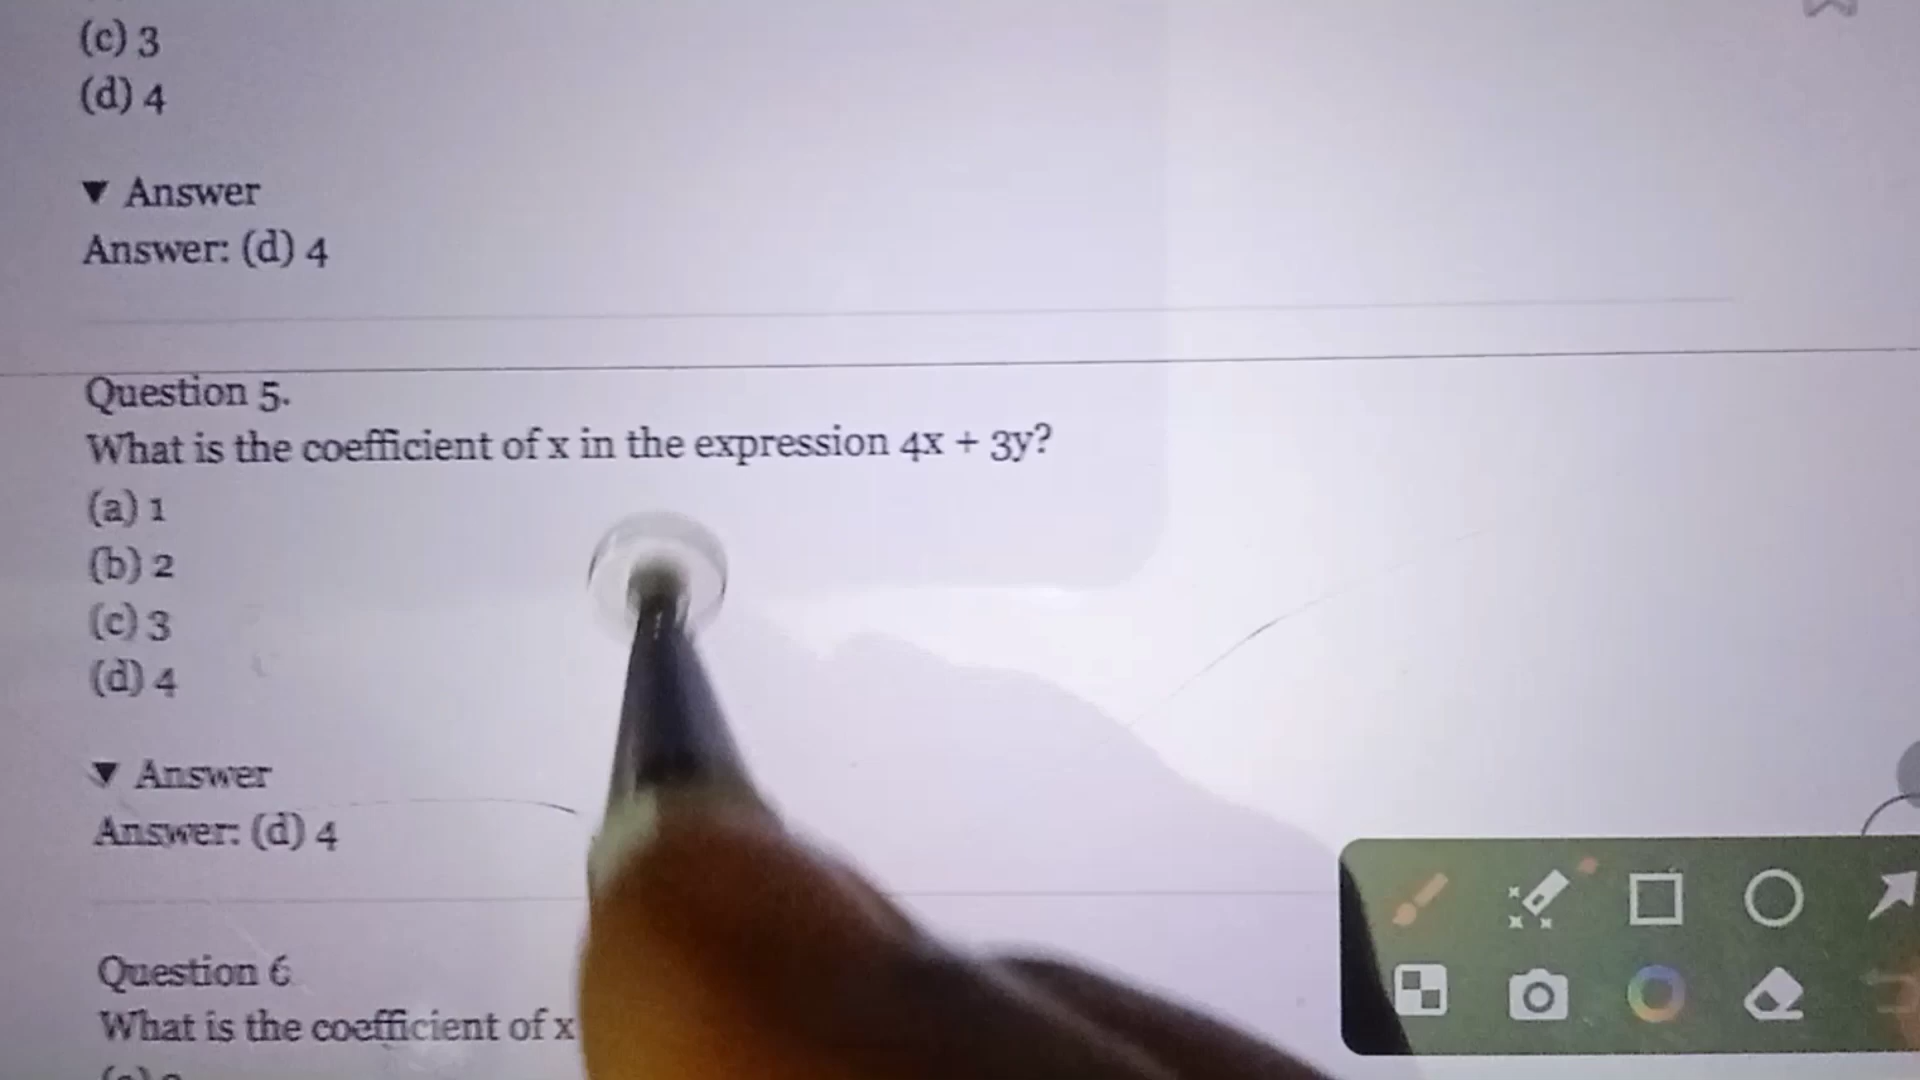 (c) 3
(d) 4
▼ Answer
Answer: (d) 4
Question 5.
What is the coefficient of x in the expression 4x + 3y?
(a) 1
(b) 2
(c) 3
(d) 4
▼ Answer
Answer: (d) 4
Question 6
What is the coefficient of x